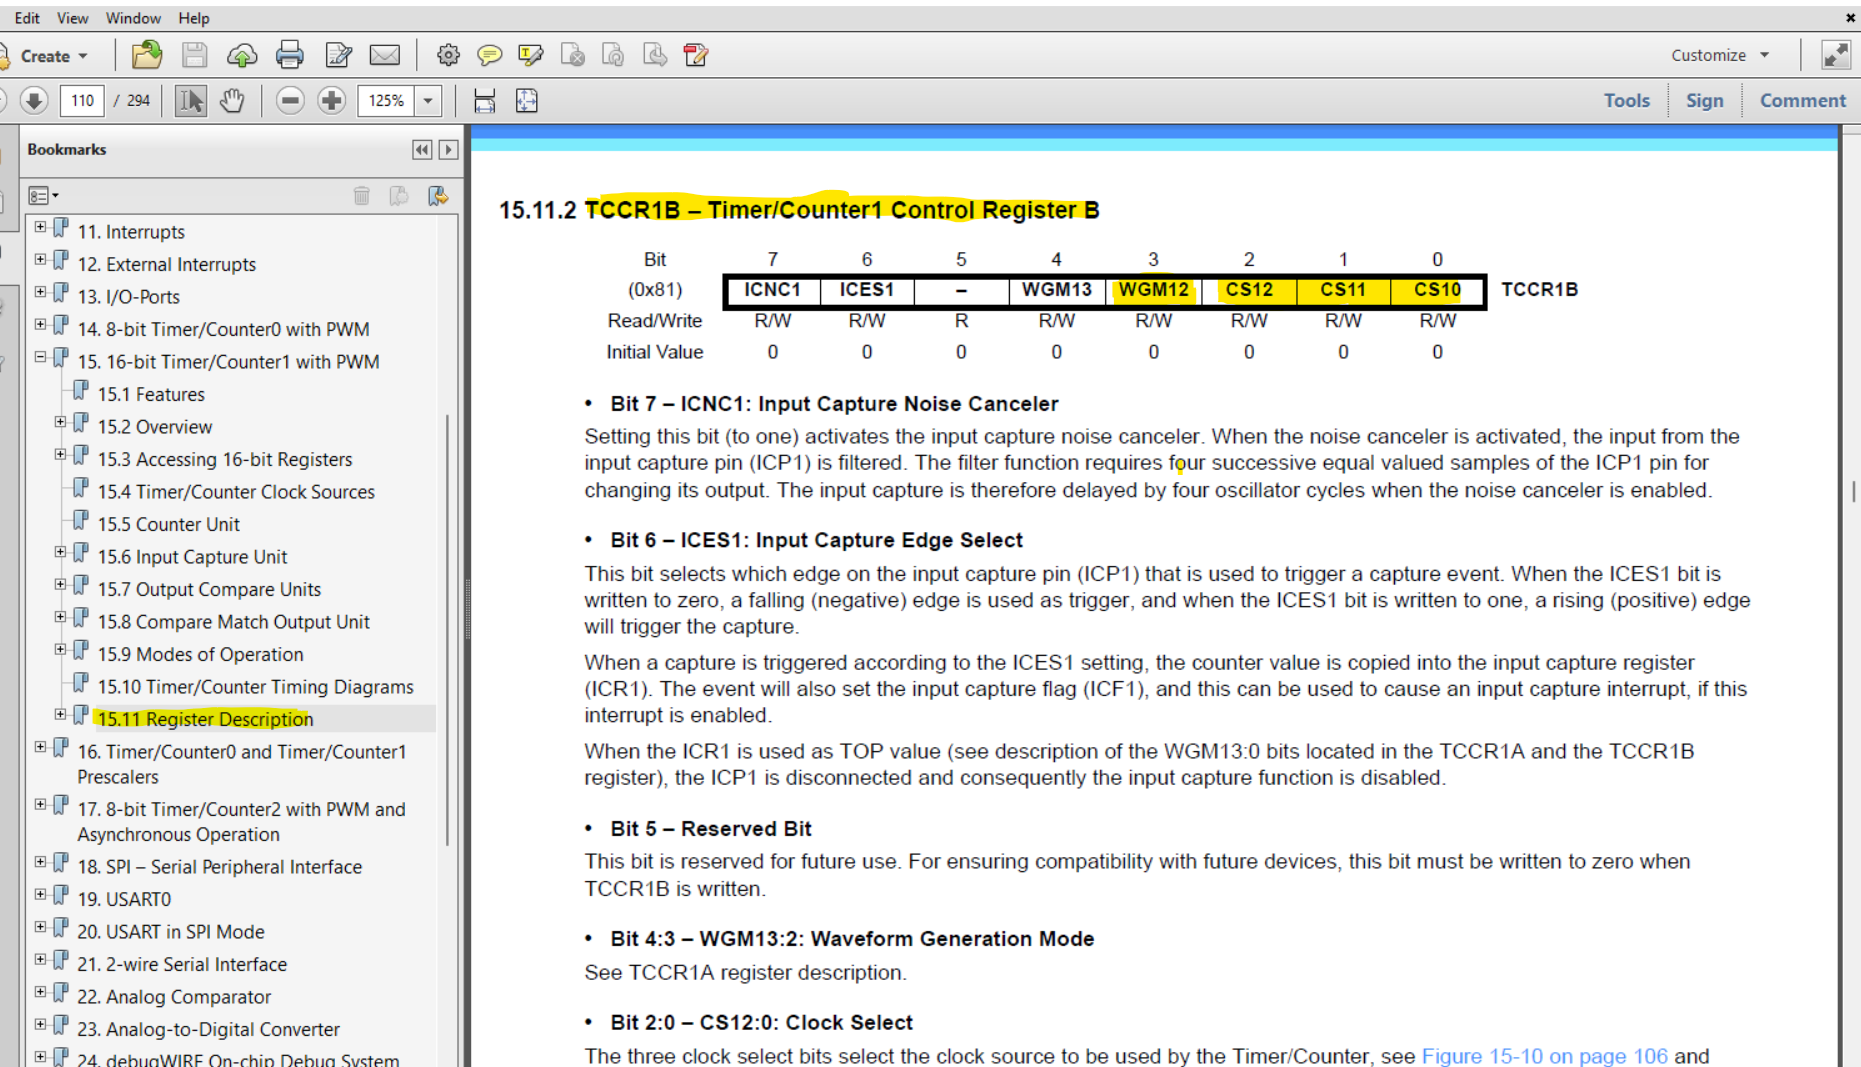 Edit View Window Help
Create
Customize
110 / 294
125%
Tools Sign Comment
Bookmarks
11. Interrupts
12. External Interrupts
13. I/O-Ports
14. 8-bit Timer/Counter0 with PWM
15. 16-bit Timer/Counter1 with PWM
15.1 Features
15.2 Overview
15.3 Accessing 16-bit Registers
15.4 Timer/Counter Clock Sources
15.5 Counter Unit
15.6 Input Capture Unit
15.7 Output Compare Units
15.8 Compare Match Output Unit
15.9 Modes of Operation
15.10 Timer/Counter Timing Diagrams
15.11 Register Description
16. Timer/Counter0 and Timer/Counter1
Prescalers
17. 8-bit Timer/Counter2 with PWM and
Asynchronous Operation
18. SPI – Serial Peripheral Interface
19. USART0
20. USART in SPI Mode
21. 2-wire Serial Interface
22. Analog Comparator
23. Analog-to-Digital Converter
24. debugWIRE On-chip Debug System
15.11.2 TCCR1B – Timer/Counter1 Control Register B
Bit 7 6 5 4 3 2 1 0
(0x81) ICNC1 ICES1 – WGM13 WGM12 CS12 CS11 CS10 TCCR1B
Read/Write R/W R/W R R/W R/W R/W R/W R/W
Initial Value 0 0 0 0 0 0 0 0
• Bit 7 – ICNC1: Input Capture Noise Canceler
Setting this bit (to one) activates the input capture noise canceler. When the noise canceler is activated, the input from the
input capture pin (ICP1) is filtered. The filter function requires four successive equal valued samples of the ICP1 pin for
changing its output. The input capture is therefore delayed by four oscillator cycles when the noise canceler is enabled.
• Bit 6 – ICES1: Input Capture Edge Select
This bit selects which edge on the input capture pin (ICP1) that is used to trigger a capture event. When the ICES1 bit is
written to zero, a falling (negative) edge is used as trigger, and when the ICES1 bit is written to one, a rising (positive) edge
will trigger the capture.
When a capture is triggered according to the ICES1 setting, the counter value is copied into the input capture register
(ICR1). The event will also set the input capture flag (ICF1), and this can be used to cause an input capture interrupt, if this
interrupt is enabled.
When the ICR1 is used as TOP value (see description of the WGM13:0 bits located in the TCCR1A and the TCCR1B
register), the ICP1 is disconnected and consequently the input capture function is disabled.
• Bit 5 – Reserved Bit
This bit is reserved for future use. For ensuring compatibility with future devices, this bit must be written to zero when
TCCR1B is written.
• Bit 4:3 – WGM13:2: Waveform Generation Mode
See TCCR1A register description.
• Bit 2:0 – CS12:0: Clock Select
The three clock select bits select the clock source to be used by the Timer/Counter, see Figure 15-10 on page 106 and